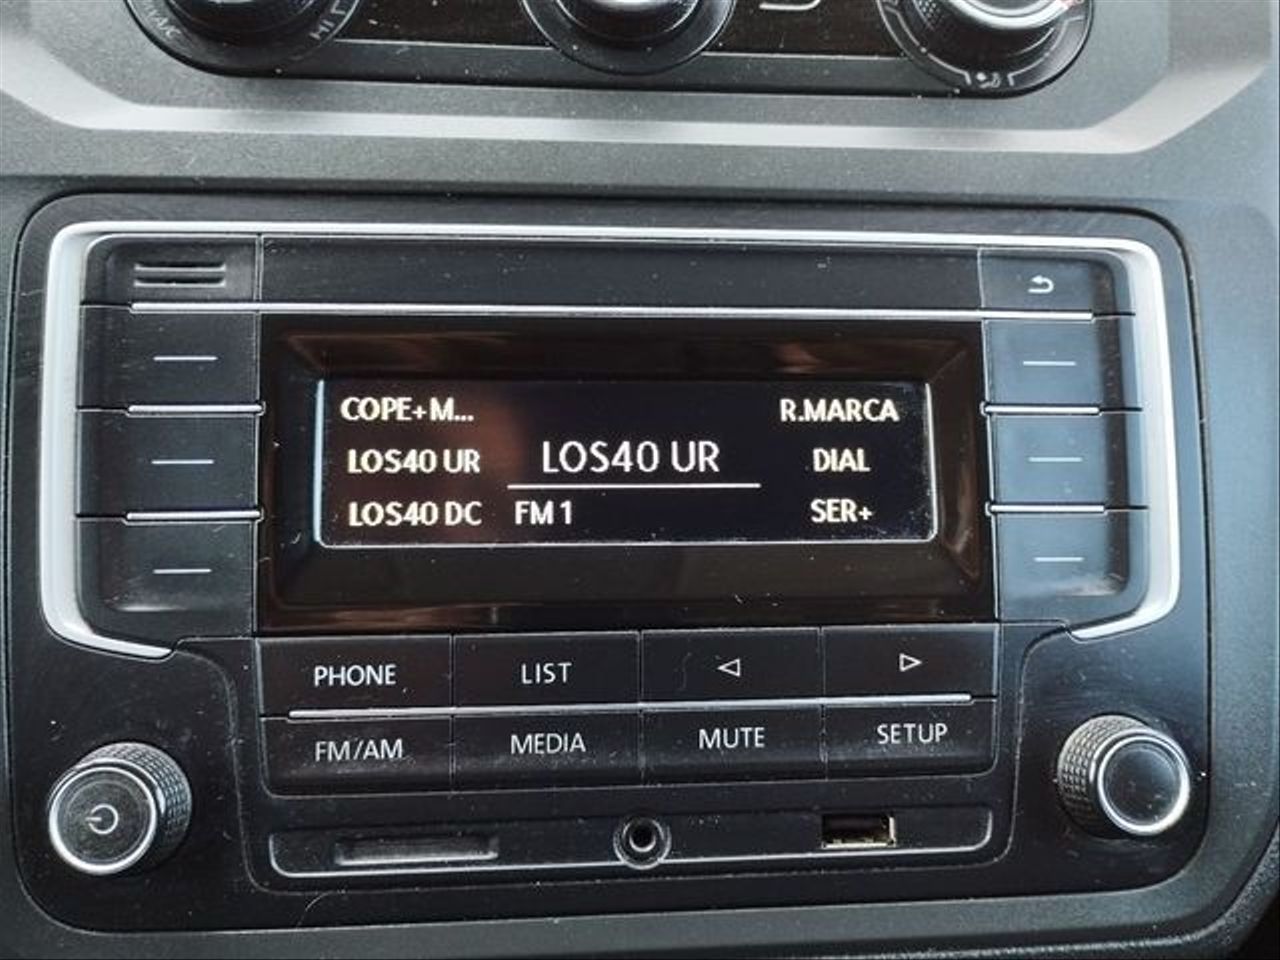 COPE+M...
R.MARCA
LOS40 UR
LOS40 UR
DIAL
LOS40 DC
FM 1
SER+
PHONE
LIST
FM/AM
MEDIA
MUTE
SETUP